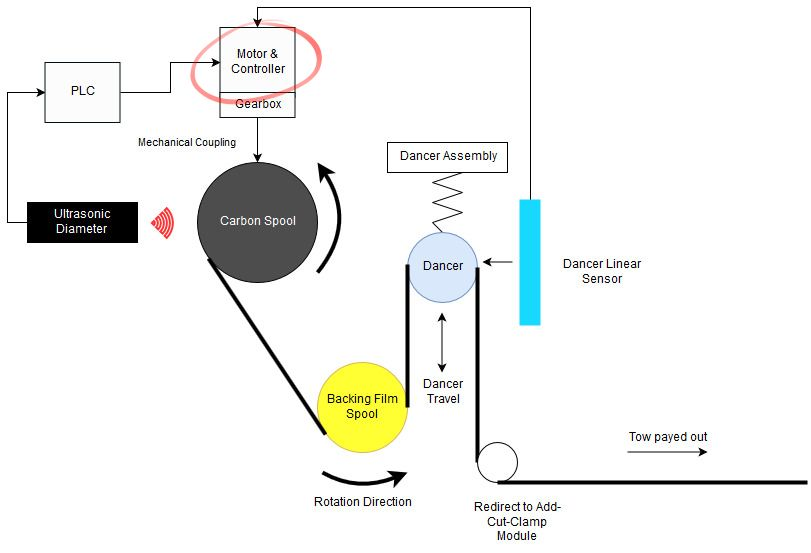 Motor &
Controller
PLC
Gearbox
Mechanical Coupling
Dancer Assembly
Ultrasonic
Diameter
Carbon Spool
Dancer
Dancer Linear
Sensor
Dancer
Travel
Backing Film
Spool
Tow payed out
Rotation Direction
Redirect to Add-
Cut-Clamp
Module